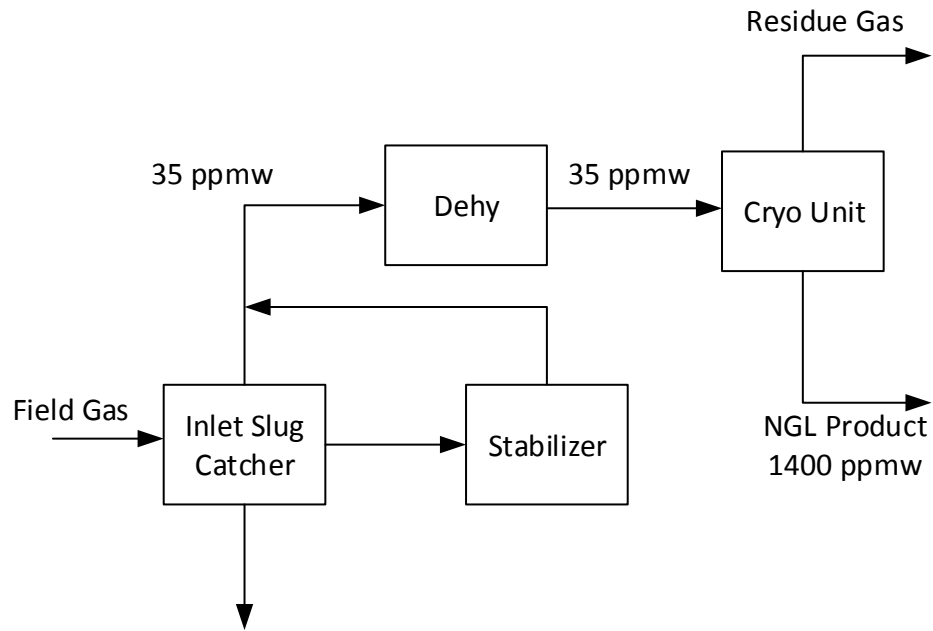 Residue Gas
35 ppmw
Dehy
35 ppmw
Cryo Unit
Field Gas
Inlet Slug
Catcher
Stabilizer
NGL Product
1400 ppmw